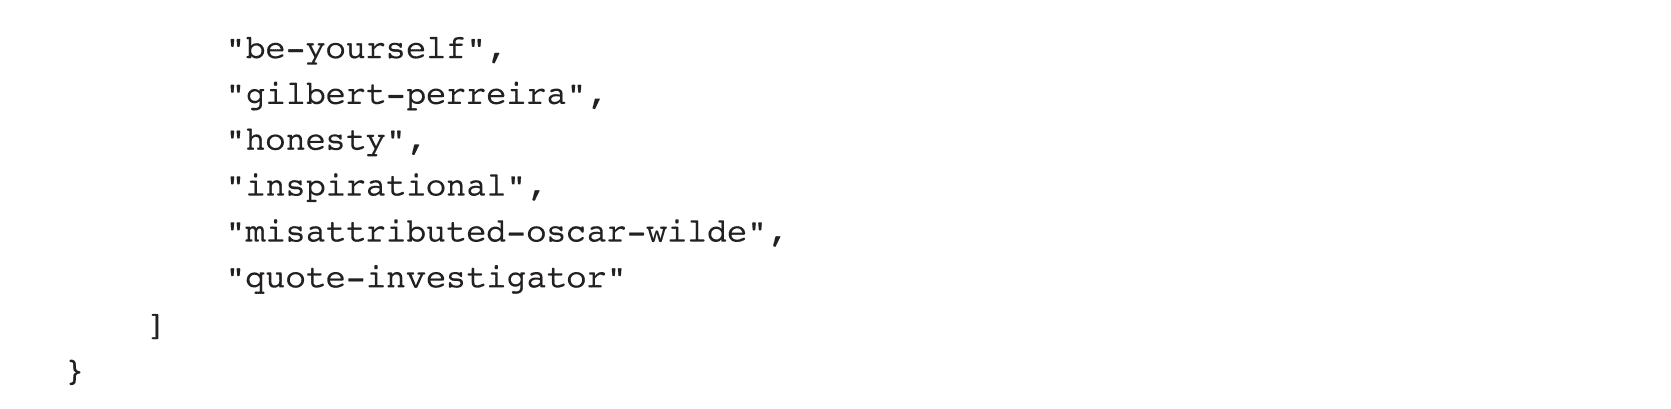 "be-yourself",
"gilbert-perreira",
"honesty",
"inspirational",
"misattributed-oscar-wilde",
"quote-investigator"
]
}